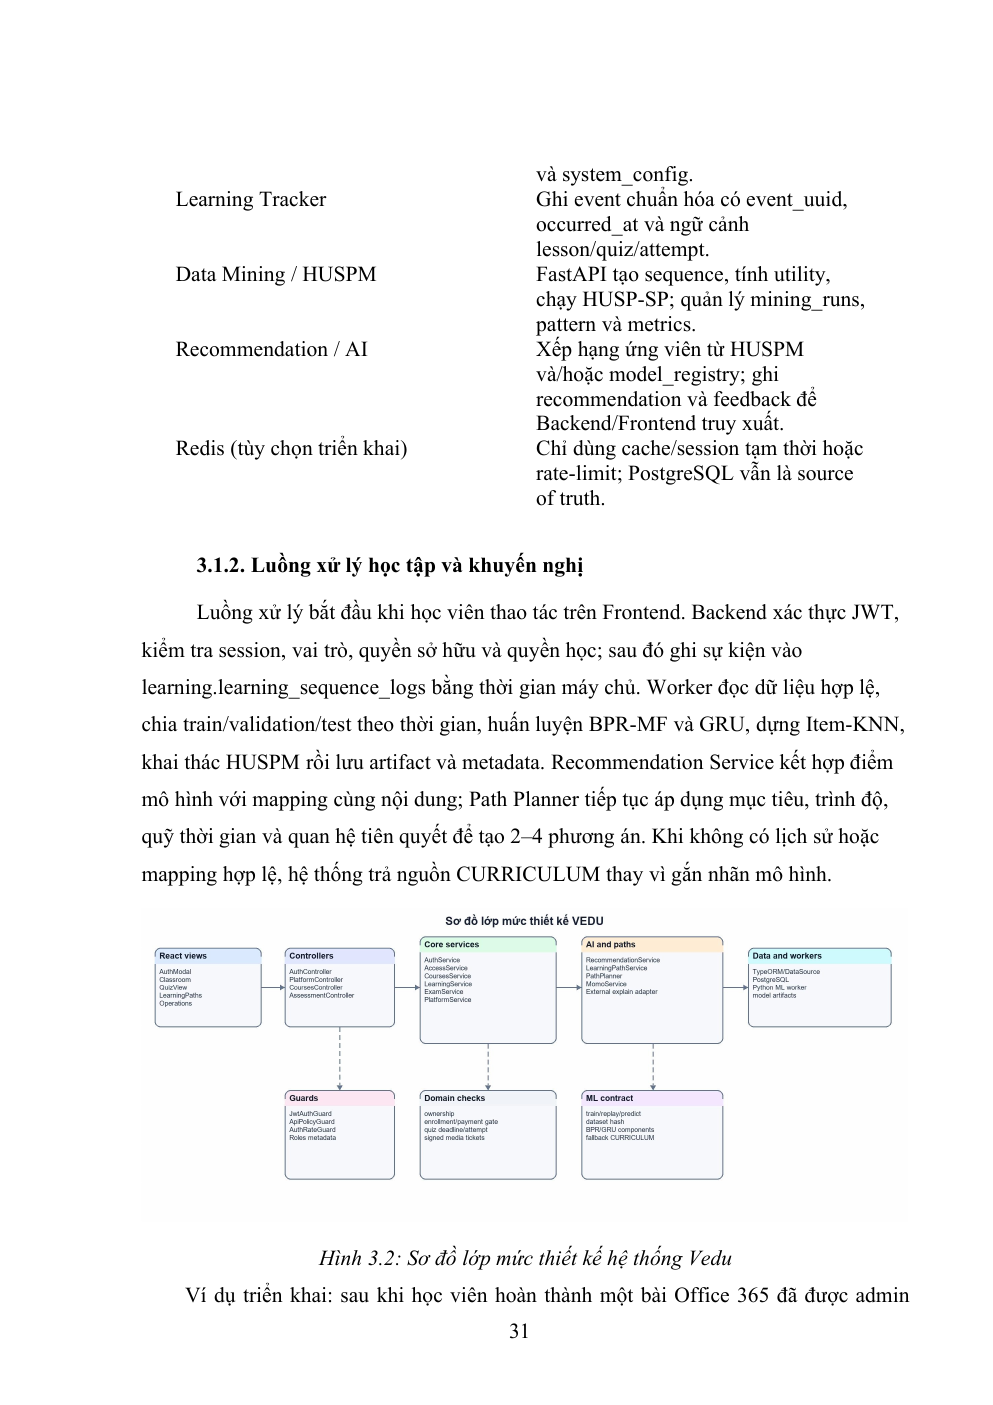 và system_config.
Learning Tracker
Ghi event chuẩn hóa có event_uuid,
occurred_at và ngữ cảnh
lesson/quiz/attempt.
Data Mining / HUSPM
FastAPI tạo sequence, tính utility,
chạy HUSP-SP; quản lý mining_runs,
pattern và metrics.
Recommendation / AI
Xếp hạng ứng viên từ HUSPM
và/hoặc model_registry; ghi
recommendation và feedback để
Backend/Frontend truy xuất.
Redis (tùy chọn triển khai)
Chỉ dùng cache/session tạm thời hoặc
rate-limit; PostgreSQL vẫn là source
of truth.
3.1.2. Luồng xử lý học tập và khuyến nghị
Luồng xử lý bắt đầu khi học viên thao tác trên Frontend. Backend xác thực JWT,
kiểm tra session, vai trò, quyền sở hữu và quyền học; sau đó ghi sự kiện vào
learning.learning_sequence_logs bằng thời gian máy chủ. Worker đọc dữ liệu hợp lệ,
chia train/validation/test theo thời gian, huấn luyện BPR-MF và GRU, dựng Item-KNN,
khai thác HUSPM rồi lưu artifact và metadata. Recommendation Service kết hợp điểm
mô hình với mapping cùng nội dung; Path Planner tiếp tục áp dụng mục tiêu, trình độ,
quỹ thời gian và quan hệ tiên quyết để tạo 2–4 phương án. Khi không có lịch sử hoặc
mapping hợp lệ, hệ thống trả nguồn CURRICULUM thay vì gắn nhãn mô hình.
Sơ đồ lớp mức thiết kế VEDU
React views
AuthModal
Classroom
QuizView
LearningPaths
Operations
Controllers
AuthController
PlatformController
CoursesController
AssessmentController
Core services
AuthService
AccessService
CoursesService
LearningService
ExamService
PlatformService
AI and paths
RecommendationService
LearningPathService
PathPlanner
MomoService
External explain adapter
Data and workers
TypeORM/DataSource
PostgreSQL
Python ML worker
model artifacts
Guards
JwtAuthGuard
ApiPolicyGuard
AuthRateGuard
Roles metadata
Domain checks
ownership
enrollment/payment gate
quiz deadline/attempt
signed media tickets
ML contract
train/replay/predict
dataset hash
BPR/GRU components
fallback CURRICULUM
Hình 3.2: Sơ đồ lớp mức thiết kế hệ thống Vedu
Ví dụ triển khai: sau khi học viên hoàn thành một bài Office 365 đã được admin
31